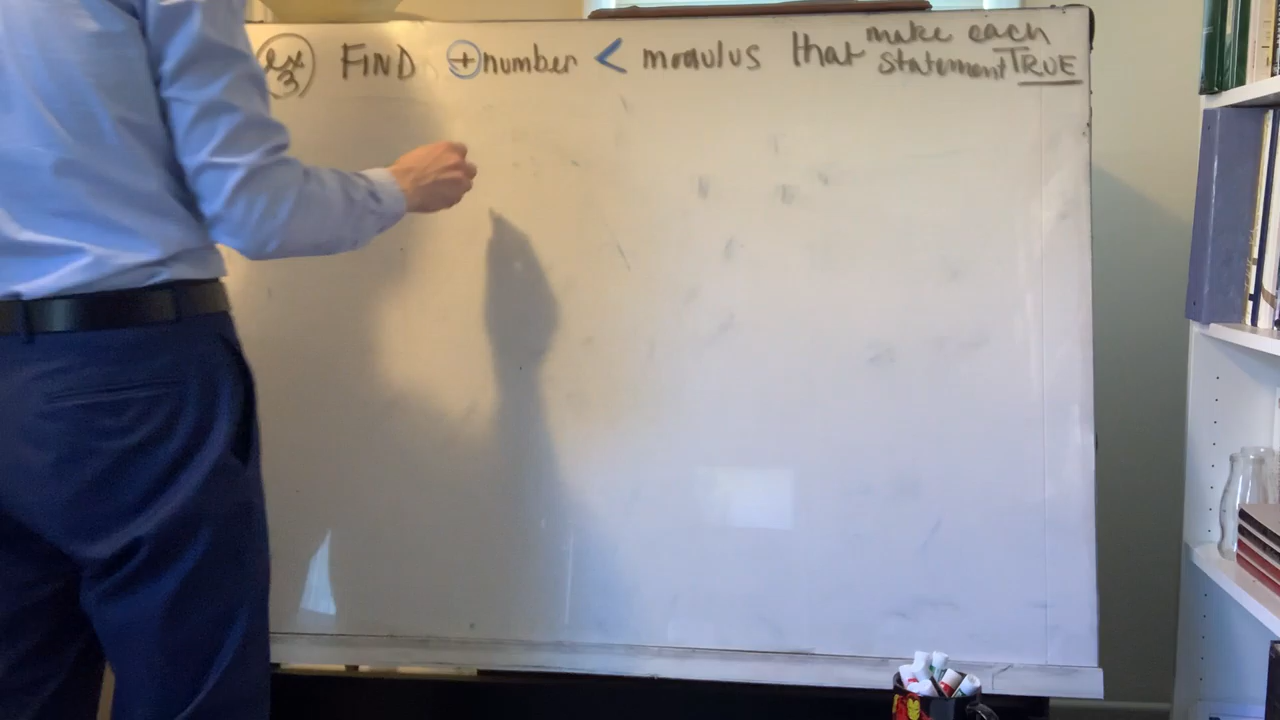 ex 3 FIND + number < modulus that make each statement TRUE